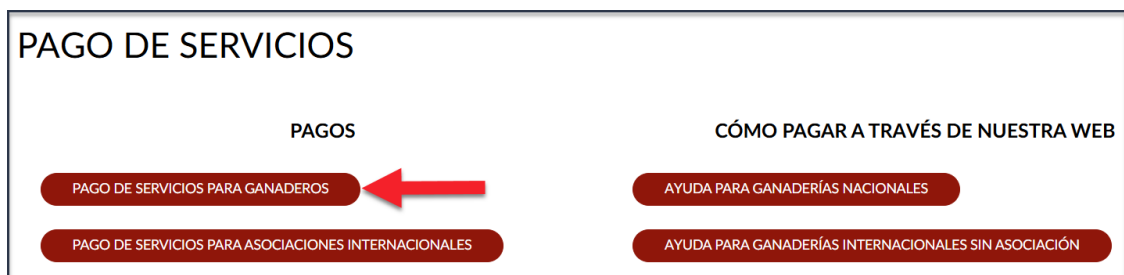 PAGO DE SERVICIOS
PAGOS
PAGO DE SERVICIOS PARA GANADEROS
PAGO DE SERVICIOS PARA ASOCIACIONES INTERNACIONALES
CÓMO PAGAR A TRAVÉS DE NUESTRA WEB
AYUDA PARA GANADERÍAS NACIONALES
AYUDA PARA GANADERÍAS INTERNACIONALES SIN ASOCIACIÓN